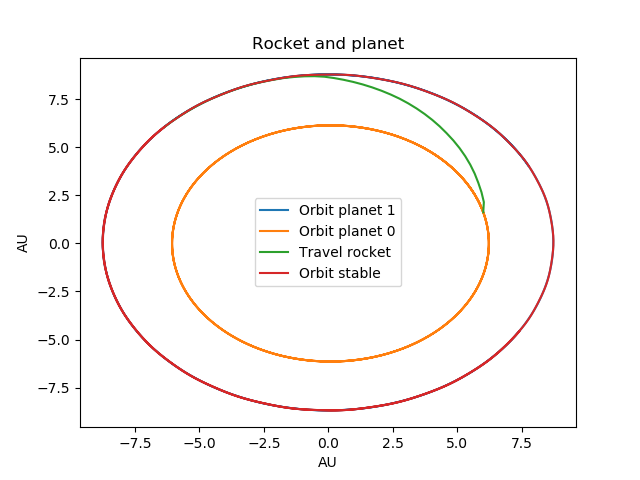 Rocket and planet
7.5
5.0
2.5
0.0
−2.5
−5.0
−7.5
AU
Orbit planet 1
Orbit planet 0
Travel rocket
Orbit stable
−7.5 −5.0 −2.5 0.0 2.5 5.0 7.5
AU